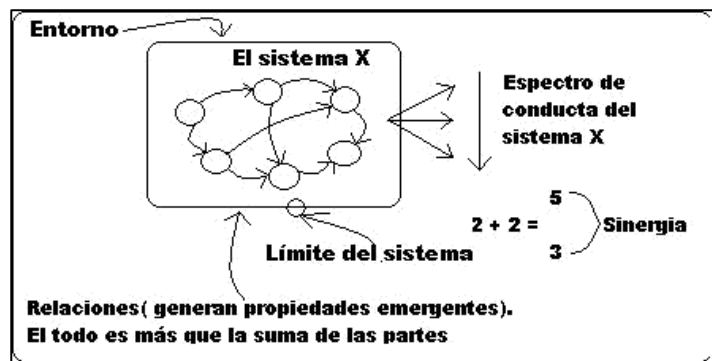 Entorno
El sistema X
Espectro de
conducta del
sistema X
5
2 + 2 =
Sinergia
3
Límite del sistema
Relaciones( generan propiedades emergentes).
El todo es más que la suma de las partes